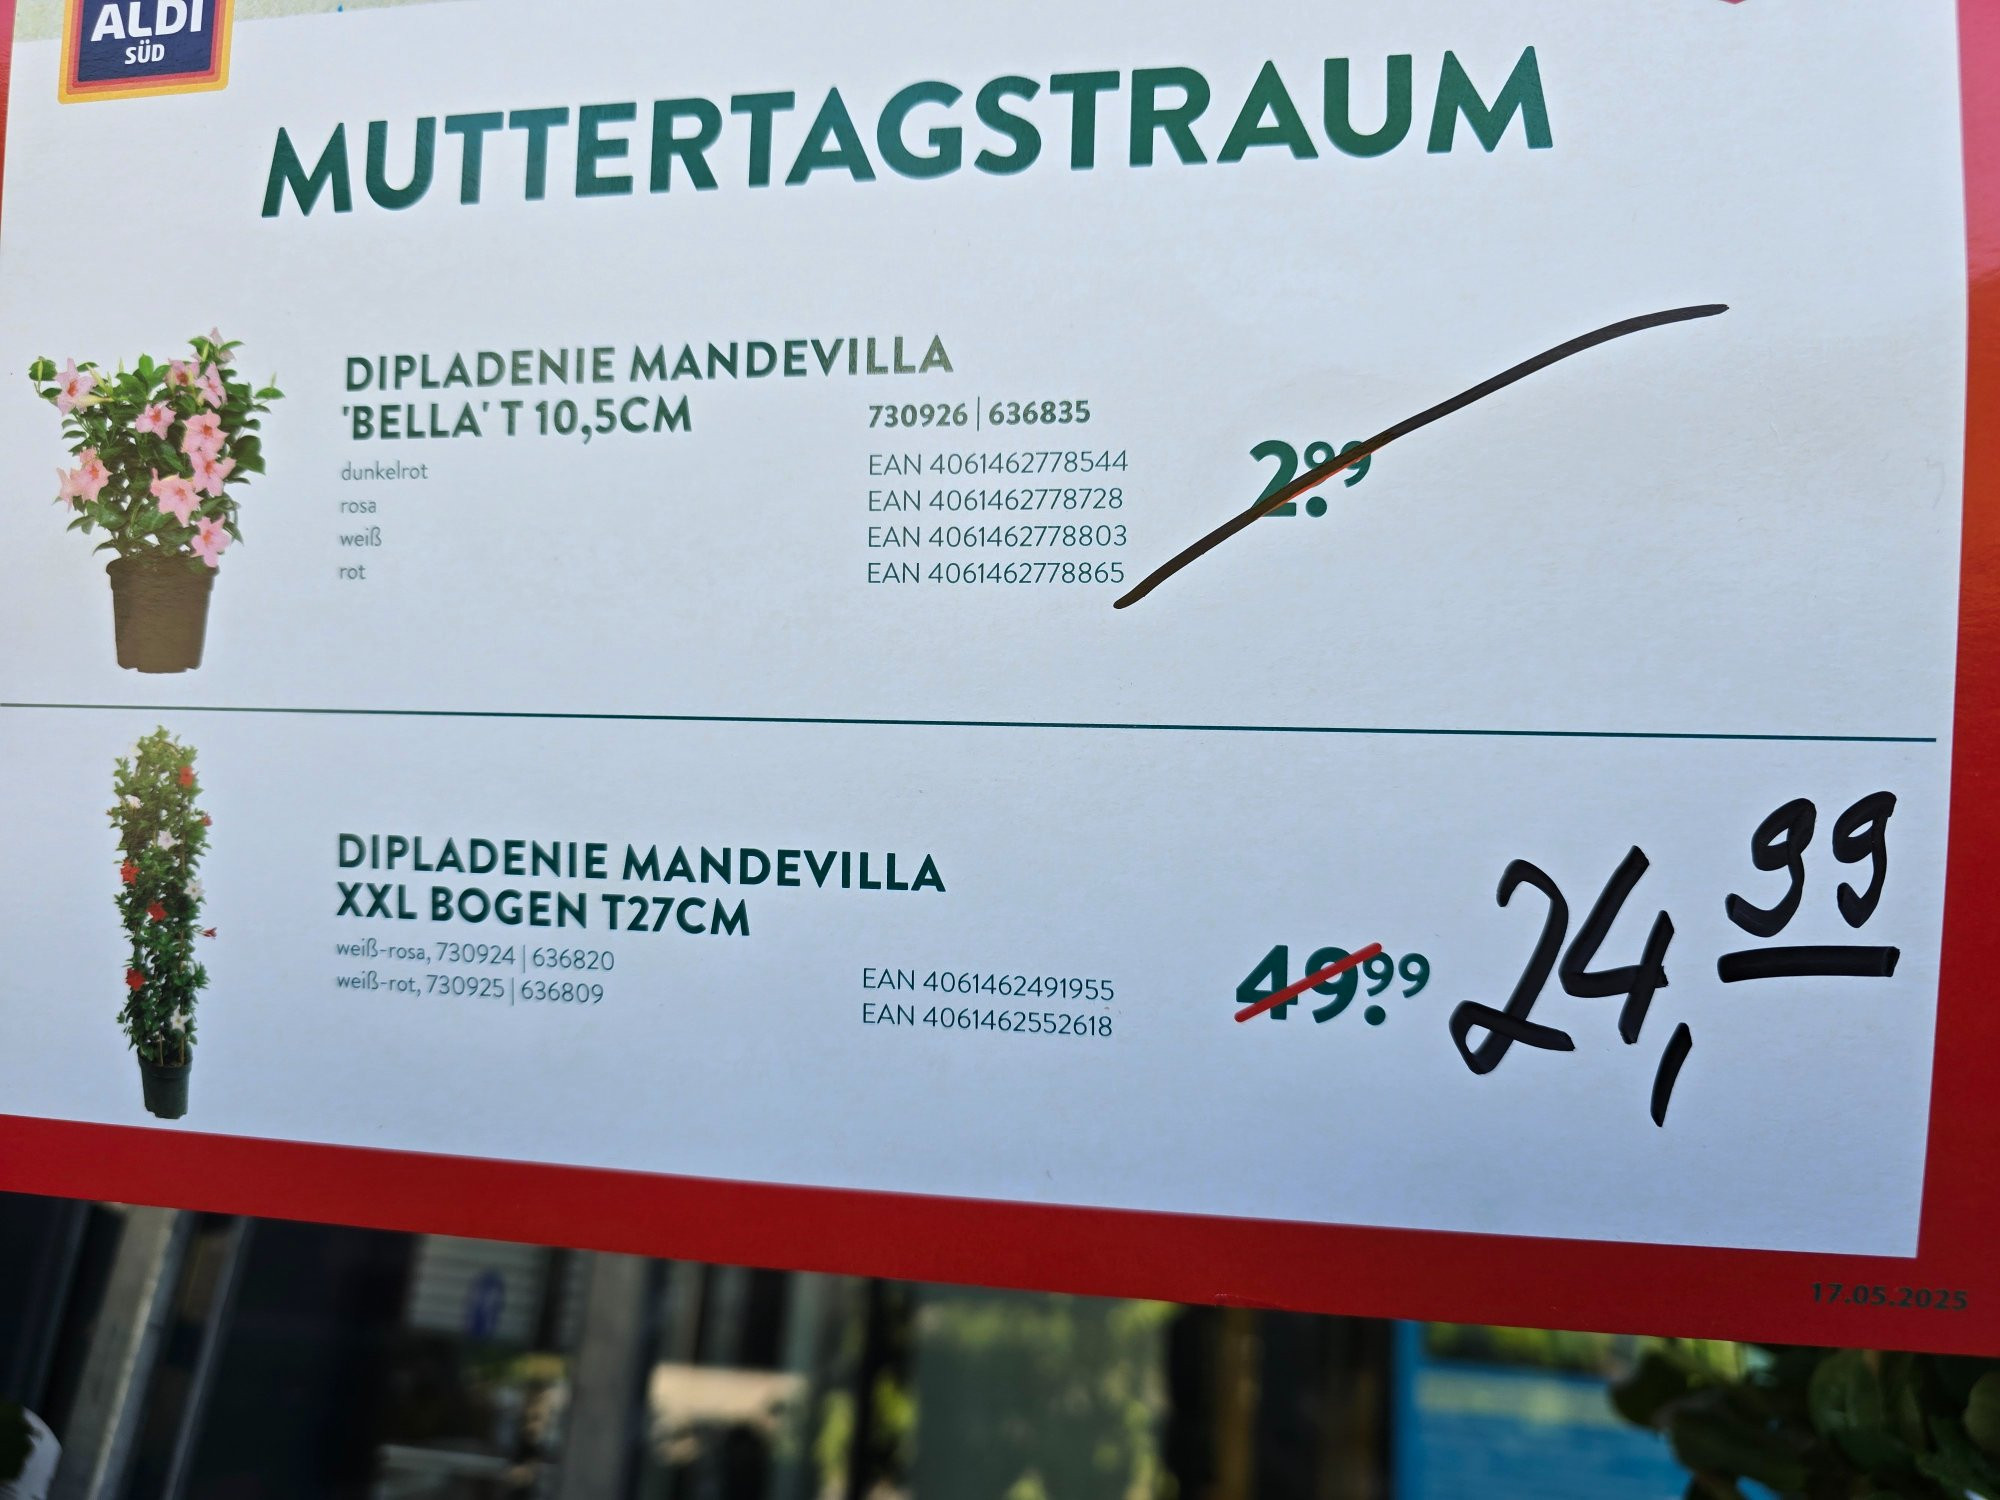 ALDI
SÜD
MUTTERTAGSTRAUM
DIPLADENIE MANDEVILLA
'BELLA' T 10,5CM
730926 | 636835
dunkelrot
EAN 4061462778544
rosa
EAN 4061462778728
weiß
EAN 4061462778803
rot
EAN 4061462778865
2.99
DIPLADENIE MANDEVILLA
XXL BOGEN T27CM
weiß-rosa, 730924 | 636820
EAN 4061462491955
weiß-rot, 730925 | 636809
EAN 4061462552618
49.99
24,99
17.05.2025